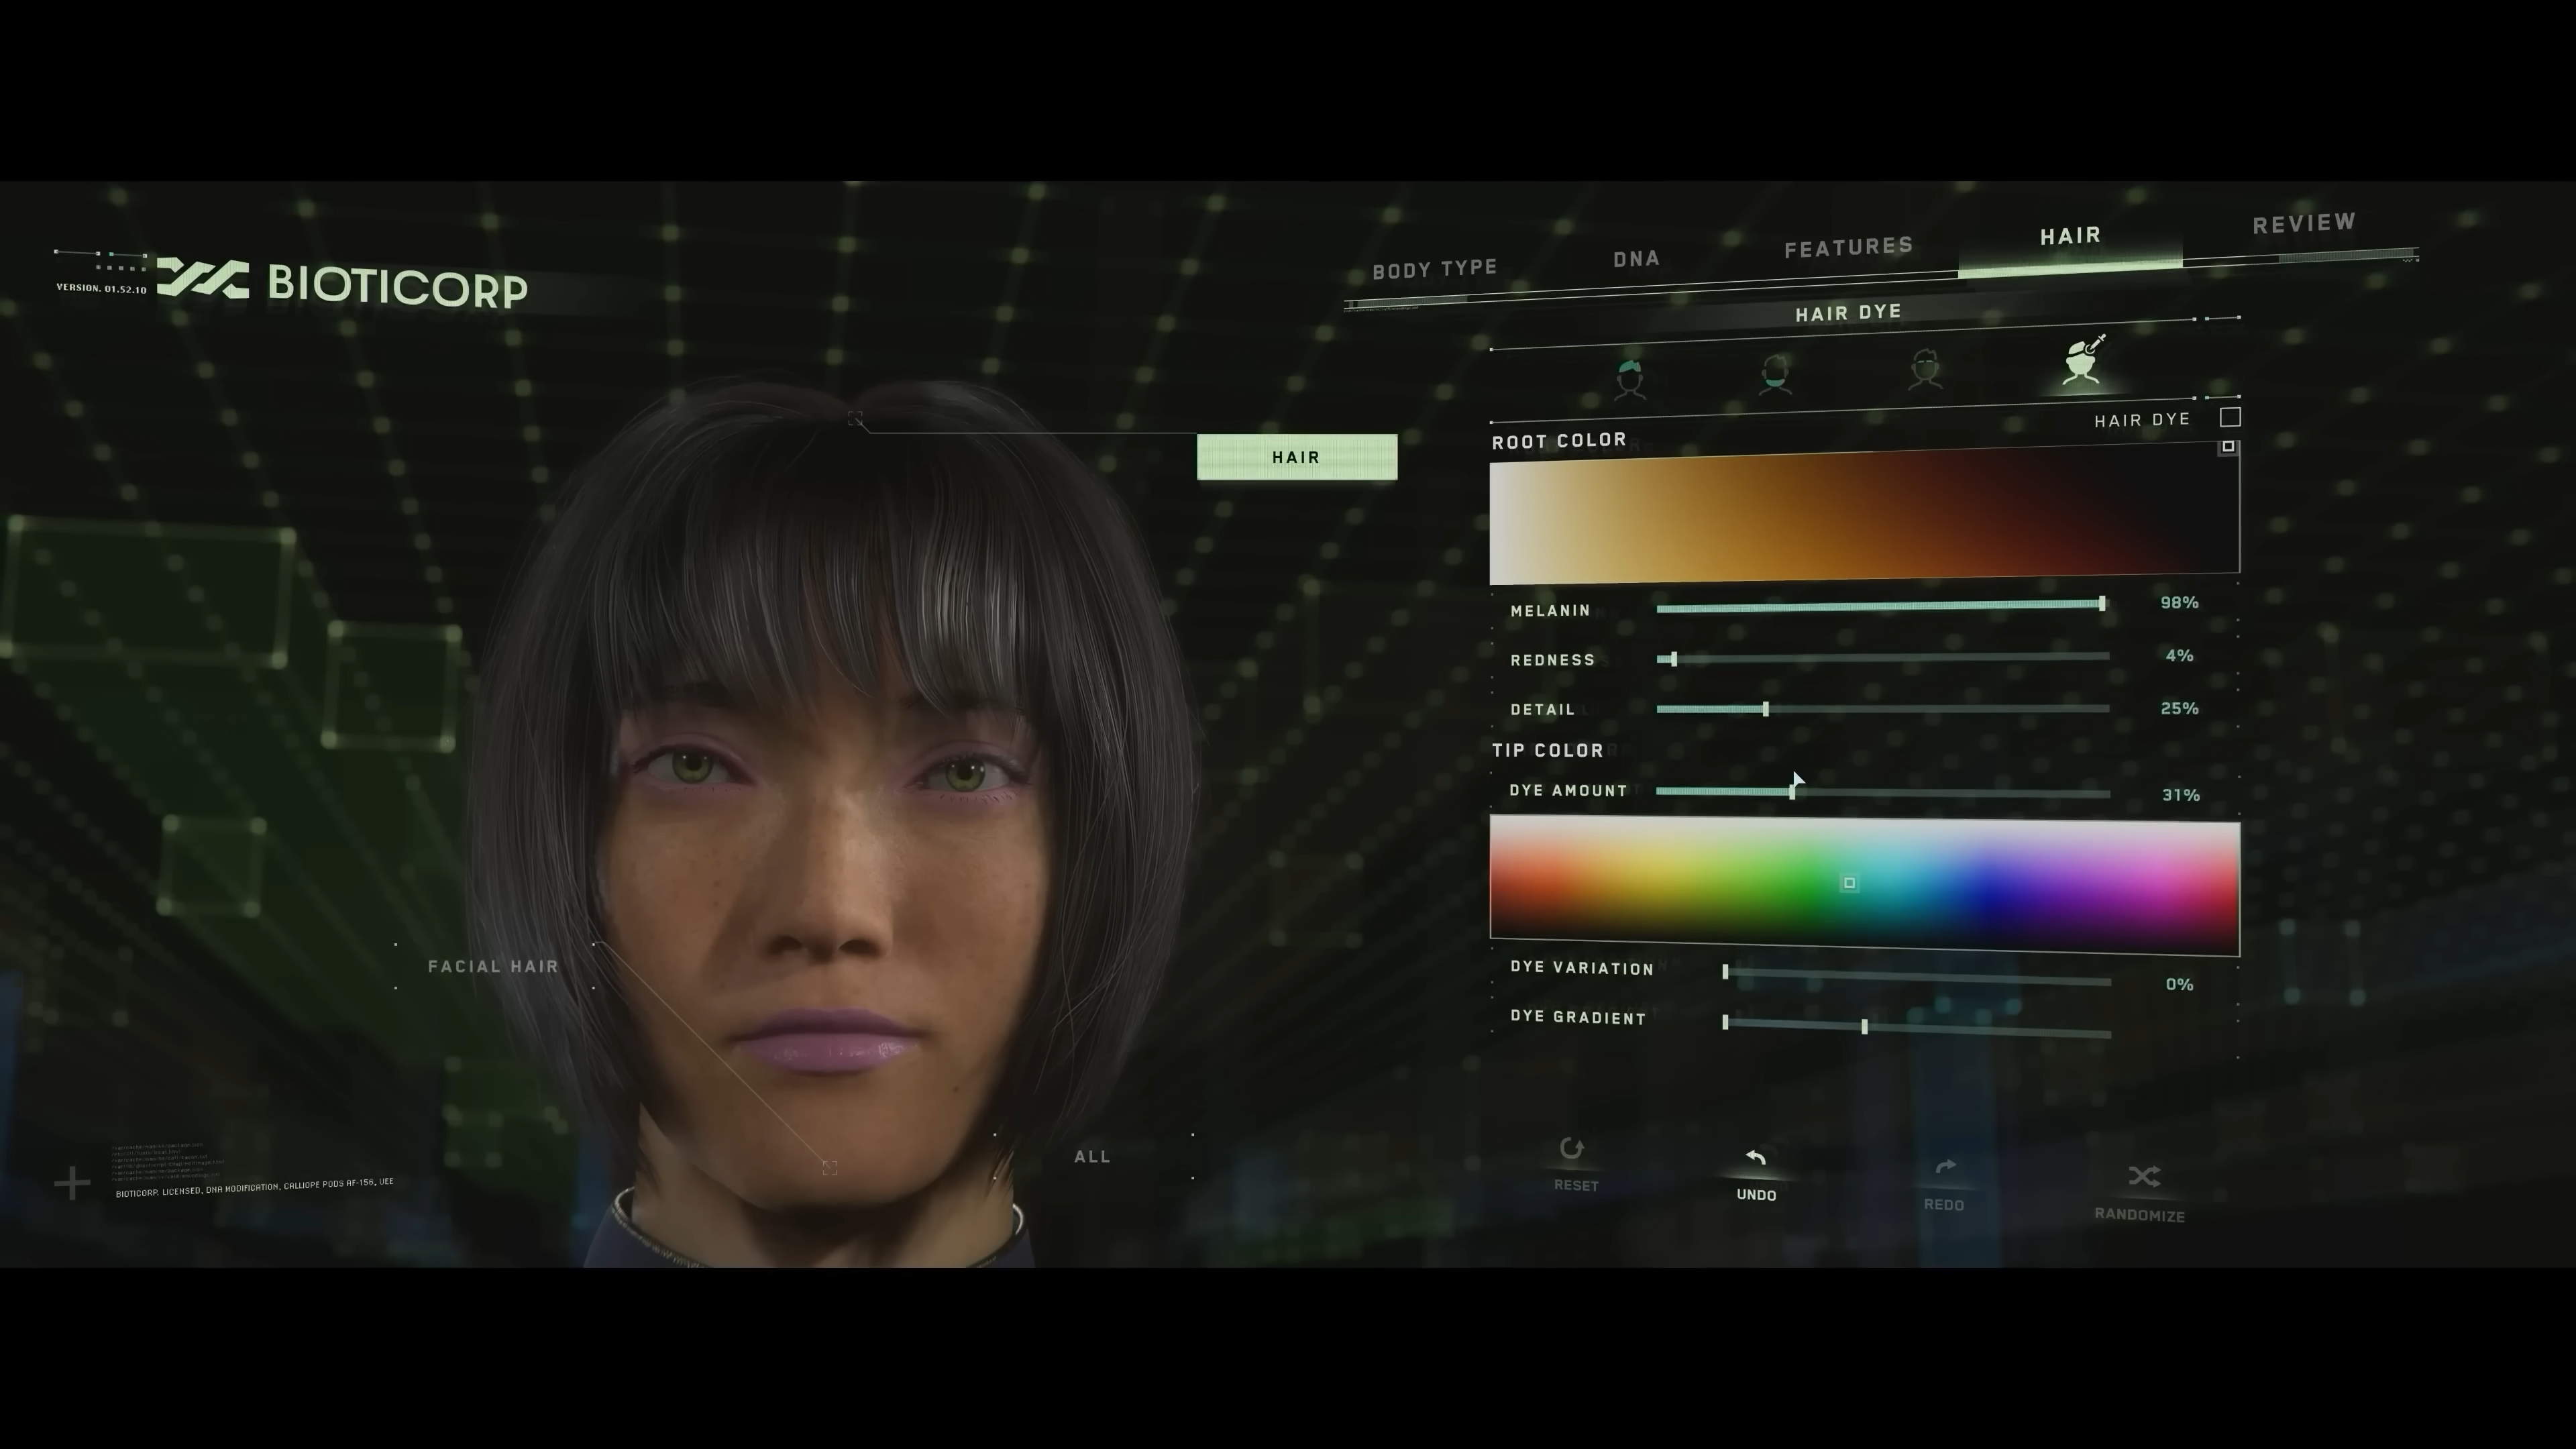 VERSION. 01.52.10
BIOTICORP
BODY TYPE
DNA
FEATURES
HAIR
REVIEW
HAIR DYE
HAIR DYE
ROOT COLOR
HAIR
MELANIN 98%
REDNESS 4%
DETAIL 25%
TIP COLOR
DYE AMOUNT 31%
DYE VARIATION 0%
DYE GRADIENT
FACIAL HAIR
ALL
RESET
UNDO
REDO
RANDOMIZE
BIOTICORP. LICENSED, DNA MODIFICATION, CALLIOPE PODS AF-156, UEE